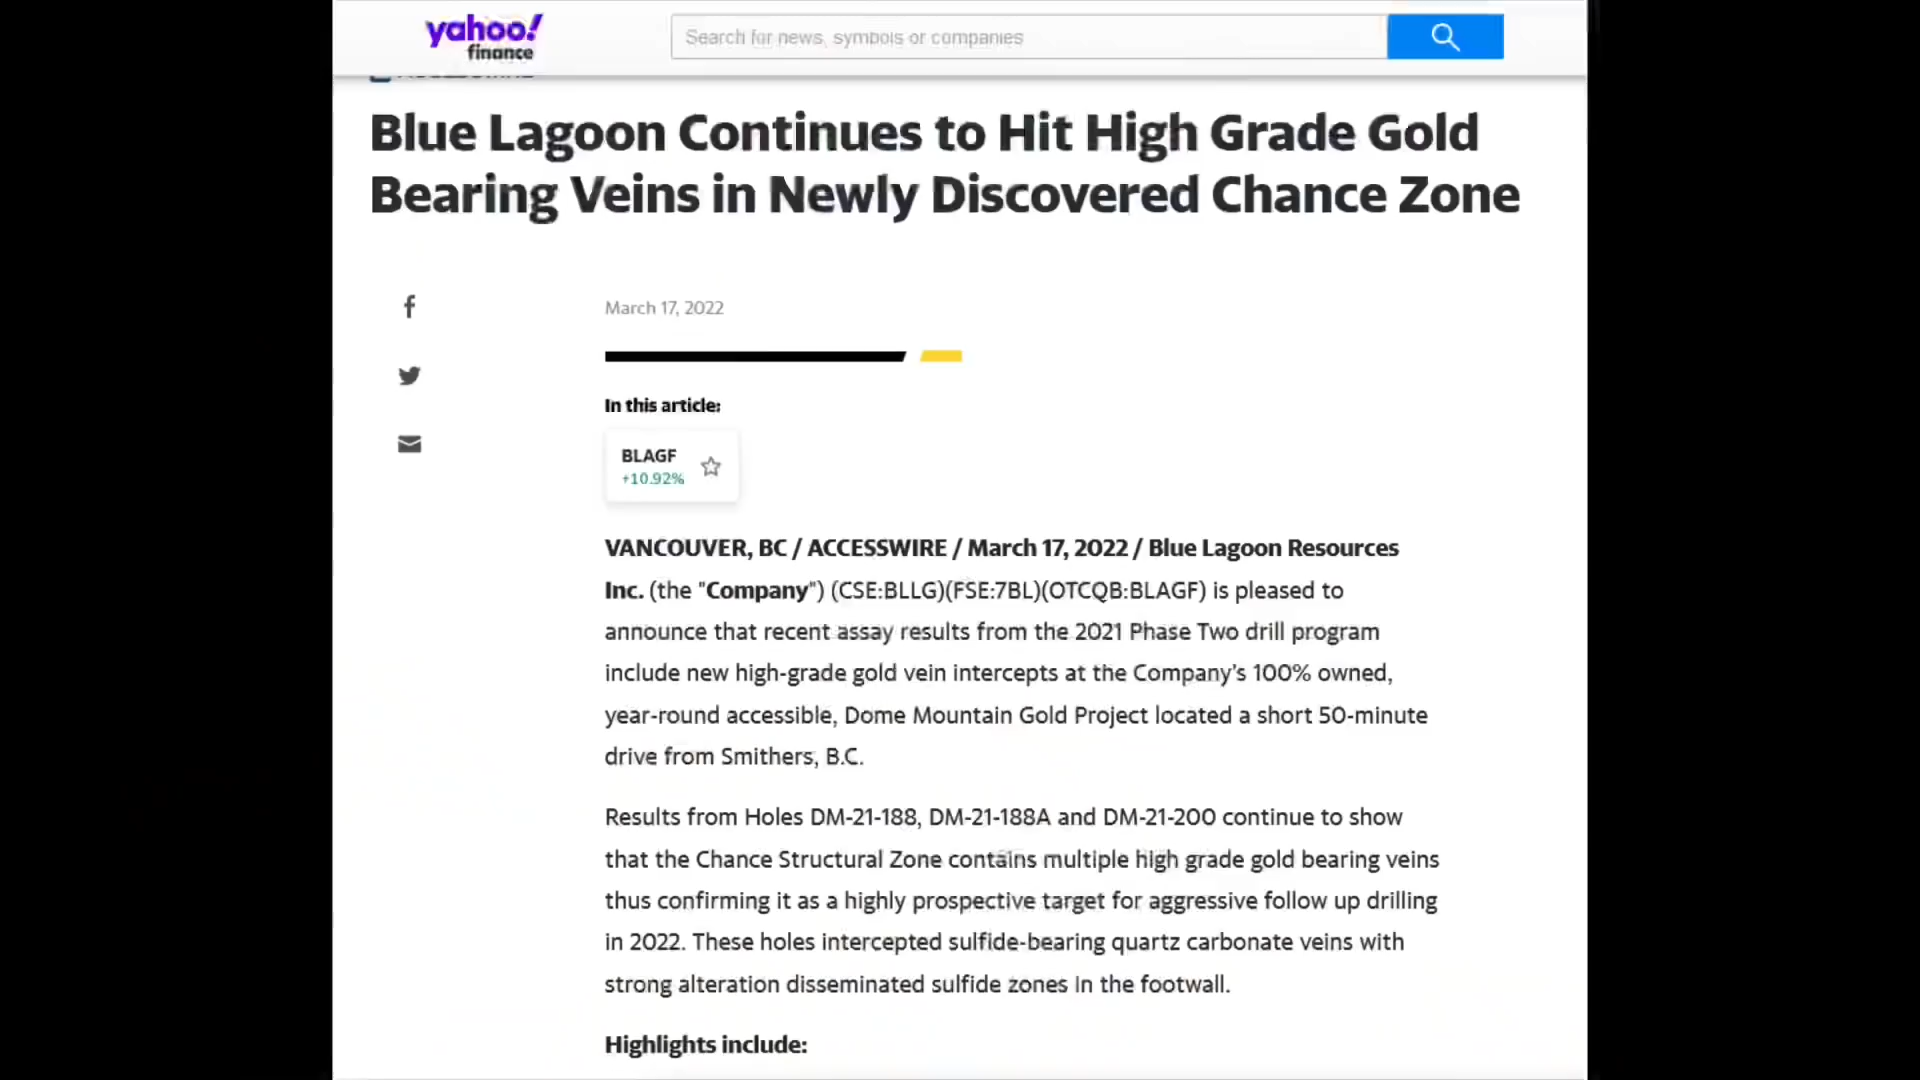 yahoo!
finance
Search for news, symbols or companies
Blue Lagoon Continues to Hit High Grade Gold
Bearing Veins in Newly Discovered Chance Zone
March 17, 2022
In this article:
BLAGF
+10.92%
VANCOUVER, BC / ACCESSWIRE / March 17, 2022 / Blue Lagoon Resources
Inc. (the "Company") (CSE:BLLG)(FSE:7BL)(OTCQB:BLAGF) is pleased to
announce that recent assay results from the 2021 Phase Two drill program
include new high-grade gold vein intercepts at the Company's 100% owned,
year-round accessible, Dome Mountain Gold Project located a short 50-minute
drive from Smithers, B.C.
Results from Holes DM-21-188, DM-21-188A and DM-21-200 continue to show
that the Chance Structural Zone contains multiple high grade gold bearing veins
thus confirming it as a highly prospective target for aggressive follow up drilling
in 2022. These holes intercepted sulfide-bearing quartz carbonate veins with
strong alteration disseminated sulfide zones in the footwall.
Highlights include: